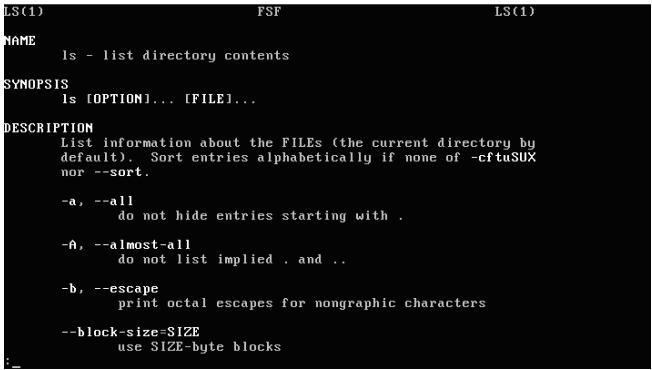 LS(1) FSF LS(1)
NAME
ls - list directory contents
SYNOPSIS
ls [OPTION]... [FILE]...
DESCRIPTION
List information about the FILEs (the current directory by
default). Sort entries alphabetically if none of -cftuSUX
nor --sort.
-a, --all
do not hide entries starting with .
-A, --almost-all
do not list implied . and ..
-b, --escape
print octal escapes for nongraphic characters
--block-size=SIZE
use SIZE-byte blocks
:_